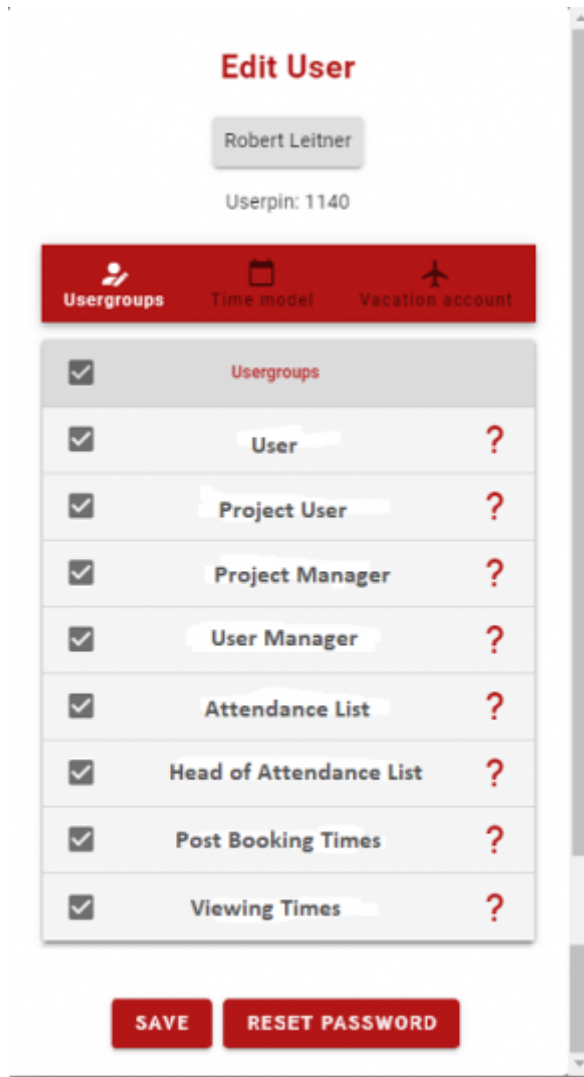 Edit User
Robert Leitner
Userpin: 1140
Usergroups Time model Vacation account
Usergroups
User ?
Project User ?
Project Manager ?
User Manager ?
Attendance List ?
Head of Attendance List ?
Post Booking Times ?
Viewing Times ?
SAVE RESET PASSWORD